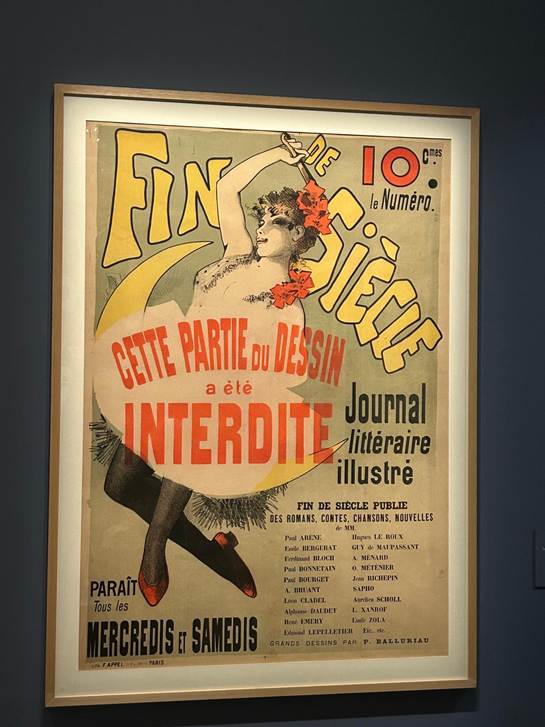 FIN DE SIÈCLE
10 cmes
le Numéro.
CETTE PARTIE DU DESSIN
a été
INTERDITE
Journal
littéraire
illustré
FIN DE SIÈCLE PUBLIE
DES ROMANS, CONTES, CHANSONS, NOUVELLES
de MM.
Paul ARÈNE Hugues LE ROUX
Emile BERGERAT GUY de MAUPASSANT
Ferdinand BLOCH A. MÉNARD
Paul BONNETAIN O. MÉTÉNIER
Paul BOURGET Jean RICHEPIN
A. BRUANT SAPHO
Léon CLADEL Aurélien SCHOLL
Alphonse DAUDET L. XANROF
René EMERY Emile ZOLA
Edmond LEPELLETIER Etc. etc.
GRANDS DESSINS PAR P. BALLURIAU
PARAÎT
Tous les
MERCREDIS ET SAMEDIS
F. APPEL PARIS